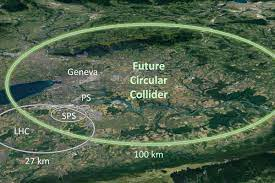 Geneva
Future
Circular
Collider
PS
SPS
LHC
27 km
100 km